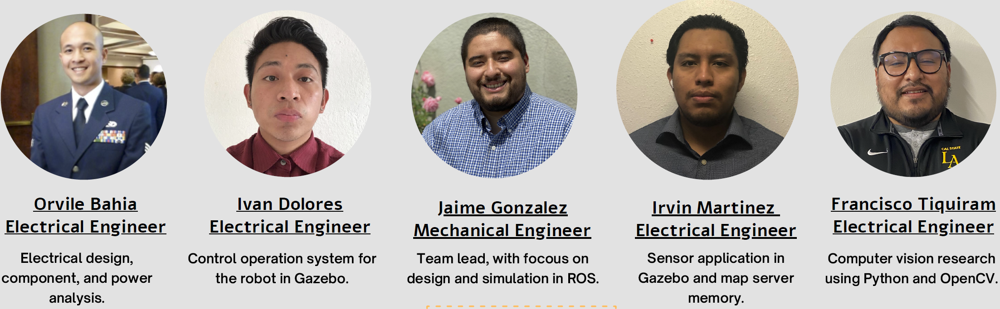 CAL STATE
LA
Orvile Bahia
Electrical Engineer
Electrical design,
component, and power
analysis.
Ivan Dolores
Electrical Engineer
Control operation system for
the robot in Gazebo.
Jaime Gonzalez
Mechanical Engineer
Team lead, with focous on
design and simulation in ROS.
Irvin Martinez
Electrical Engineer
Sensor application in
Gazebo and map server
memory.
Francisco Tiquiram
Electrical Engineer
Computer vision research
using Python and OpenCV.